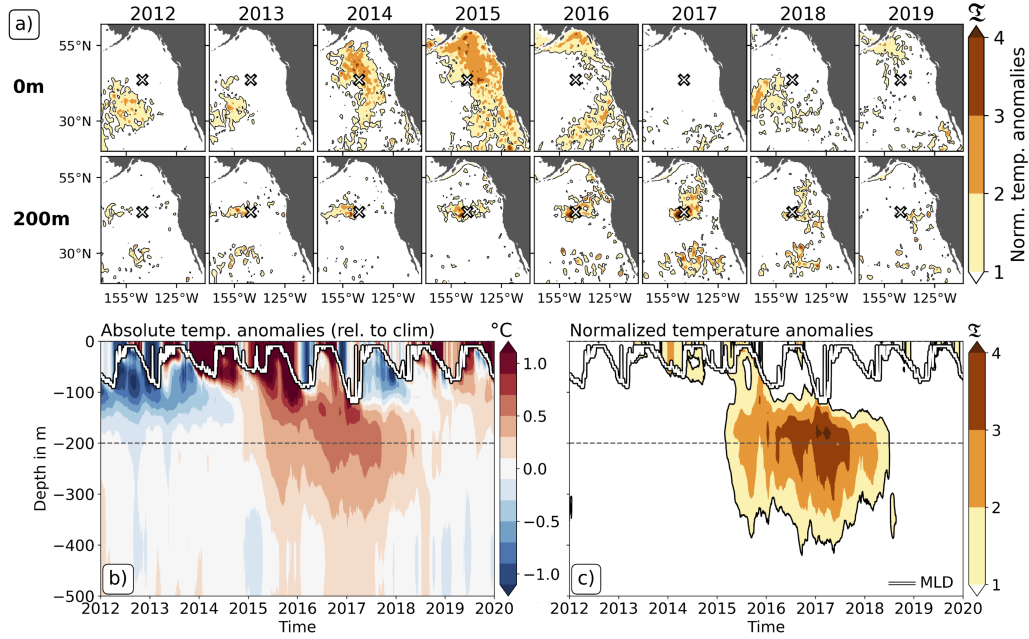 a)
2012 2013 2014 2015 2016 2017 2018 2019
0m
55°N
30°N
200m
55°N
30°N
155°W 125°W 155°W 125°W 155°W 125°W 155°W 125°W 155°W 125°W 155°W 125°W 155°W 125°W 155°W 125°W
𝔗
4
3
2
1
Norm. temp. anomalies
Absolute temp. anomalies (rel. to clim)
°C
0
−100
−200
−300
−400
−500
Depth in m
b)
2012 2013 2014 2015 2016 2017 2018 2019 2020
Time
1.0
0.5
0.0
−0.5
−1.0
Normalized temperature anomalies
𝔗
c)
MLD
2012 2013 2014 2015 2016 2017 2018 2019 2020
Time
4
3
2
1